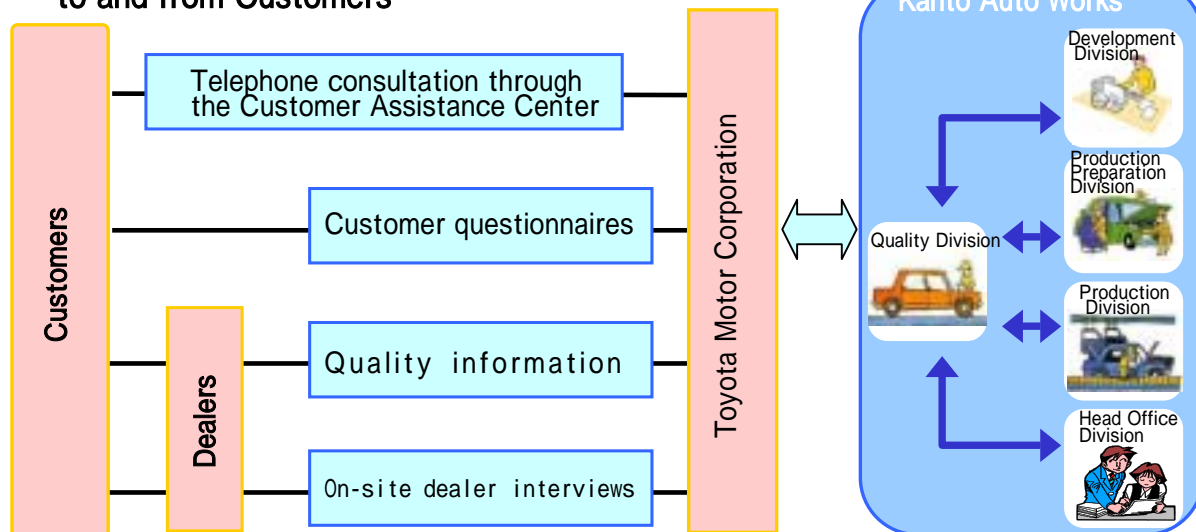 to and from Customers
Kanto Auto Works
Customers
Dealers
Telephone consultation through
the Customer Assistance Center
Customer questionnaires
Quality information
On-site dealer interviews
Toyota Motor Corporation
Quality Division
Development
Division
Production
Preparation
Division
Production
Division
Head Office
Division